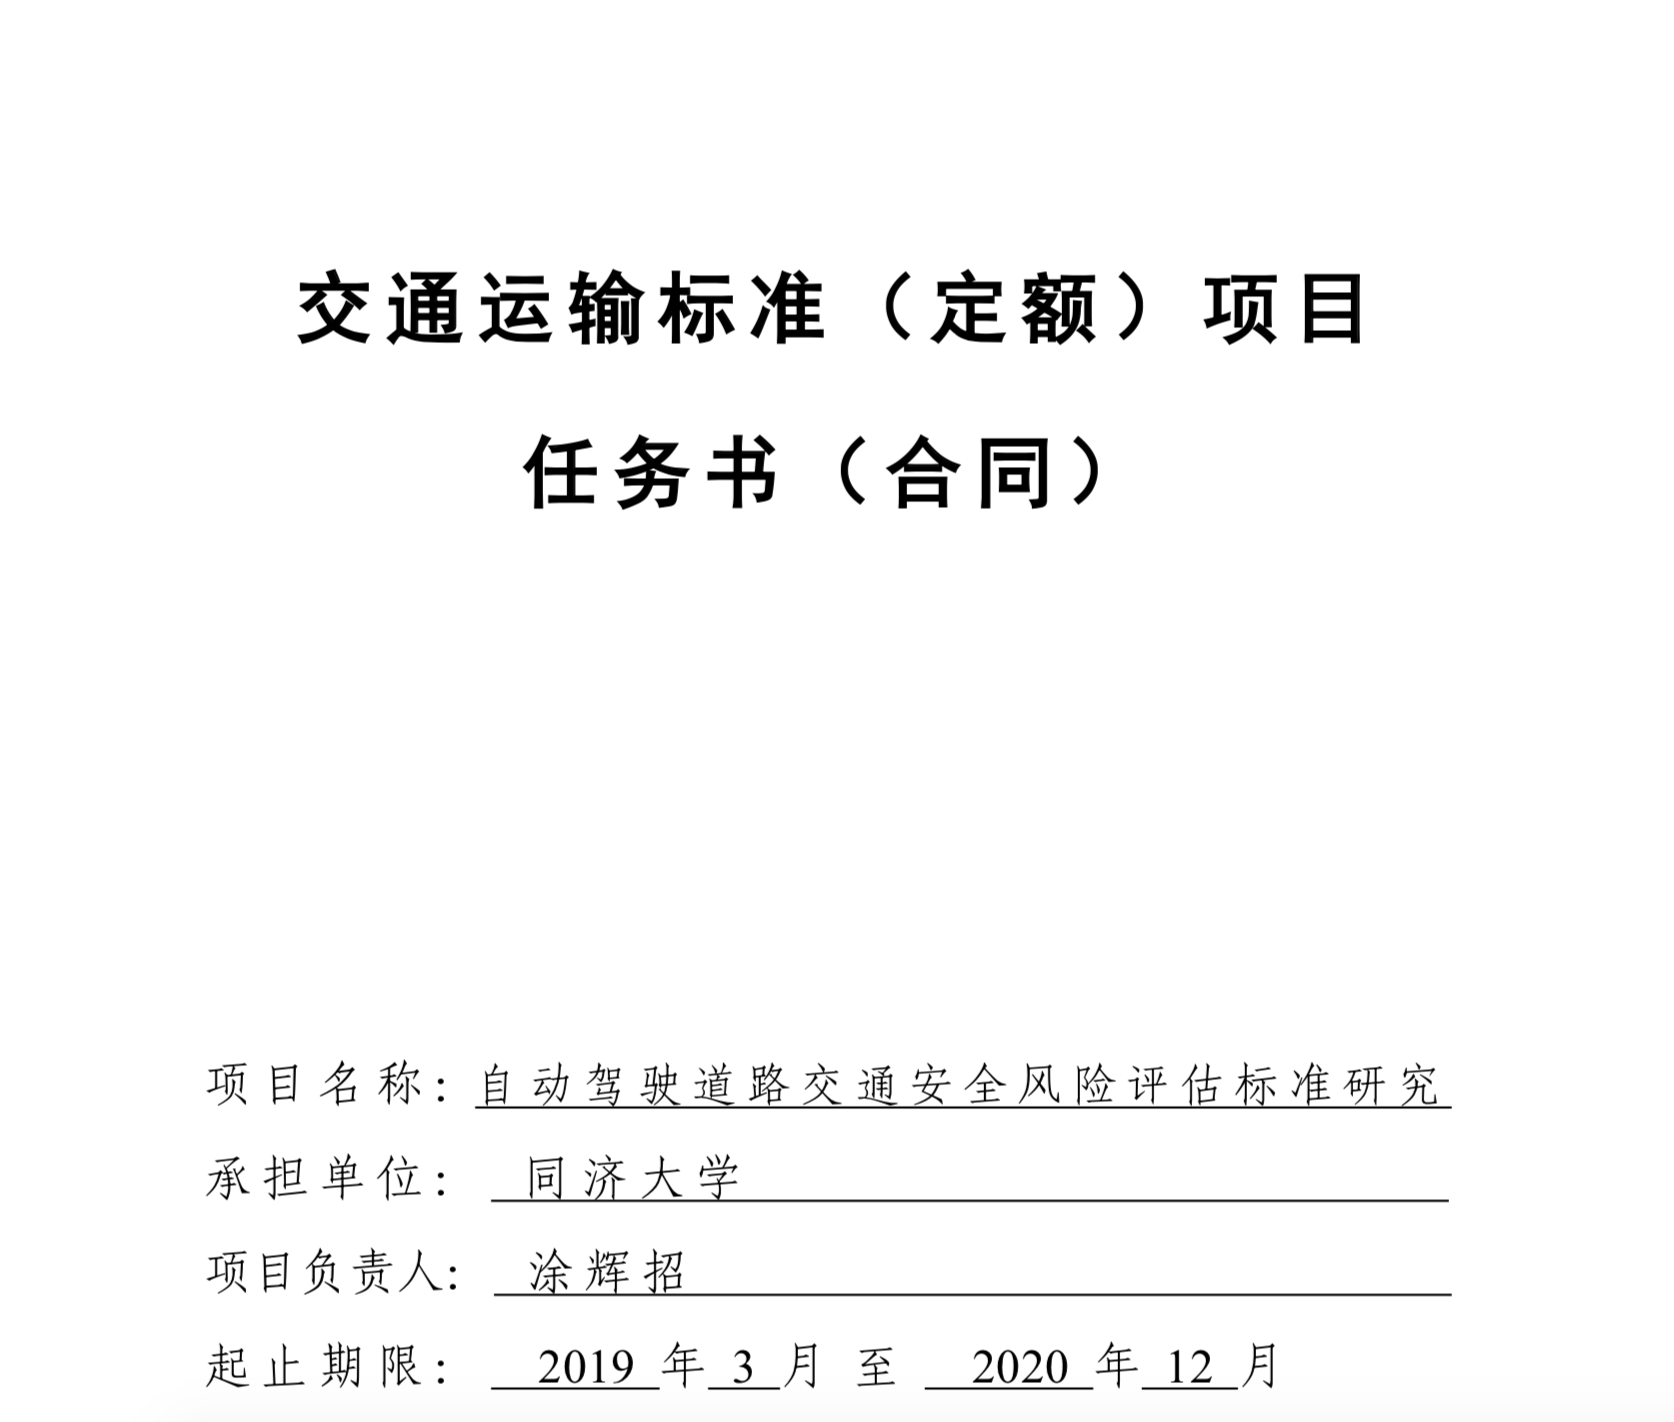 交通运输标准（定额）项目
任务书（合同）
项目名称：自动驾驶道路交通安全风险评估标准研究
承担单位： 同济大学
项目负责人： 涂辉招
起止期限： 2019 年 3 月 至 2020 年 12 月